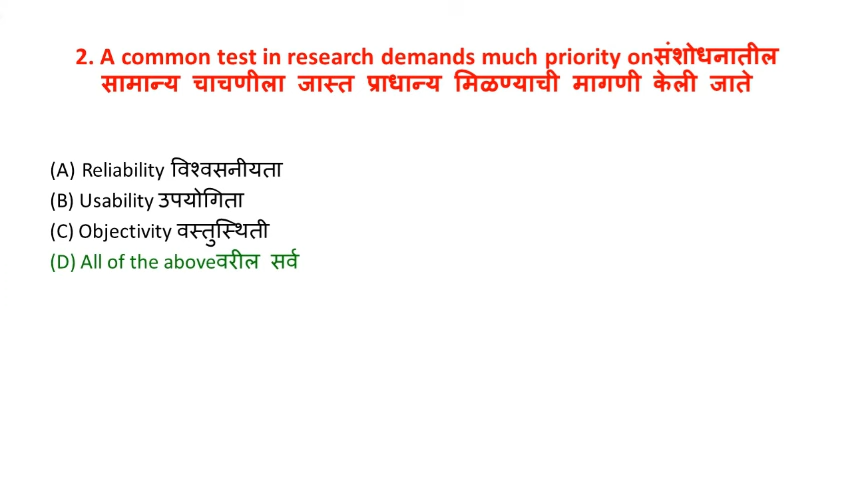 2. A common test in research demands much priority onसंशोधनातील
सामान्य चाचणीला जास्त प्राधान्य मिळण्याची मागणी केली जाते
(A) Reliability विश्वसनीयता
(B) Usability उपयोगिता
(C) Objectivity वस्तुस्थिती
(D) All of the aboveवरील सर्व